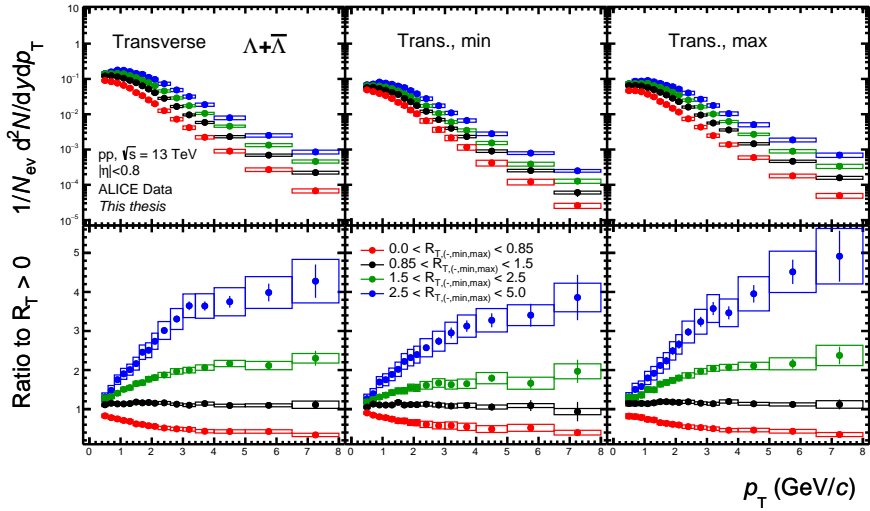 1/N_ev d²N/dydp_T
10
1
10⁻¹
10⁻²
10⁻³
10⁻⁴
10⁻⁵
Transverse Λ+Λ̅
pp, √s = 13 TeV
|η|<0.8
ALICE Data
This thesis
Trans., min
Trans., max
Ratio to R_T > 0
5
4
3
2
1
0.0 < R_T,(-,min,max) < 0.85
0.85 < R_T,(-,min,max) < 1.5
1.5 < R_T,(-,min,max) < 2.5
2.5 < R_T,(-,min,max) < 5.0
0 1 2 3 4 5 6 7 8
0 1 2 3 4 5 6 7 8
0 1 2 3 4 5 6 7 8
p_T (GeV/c)